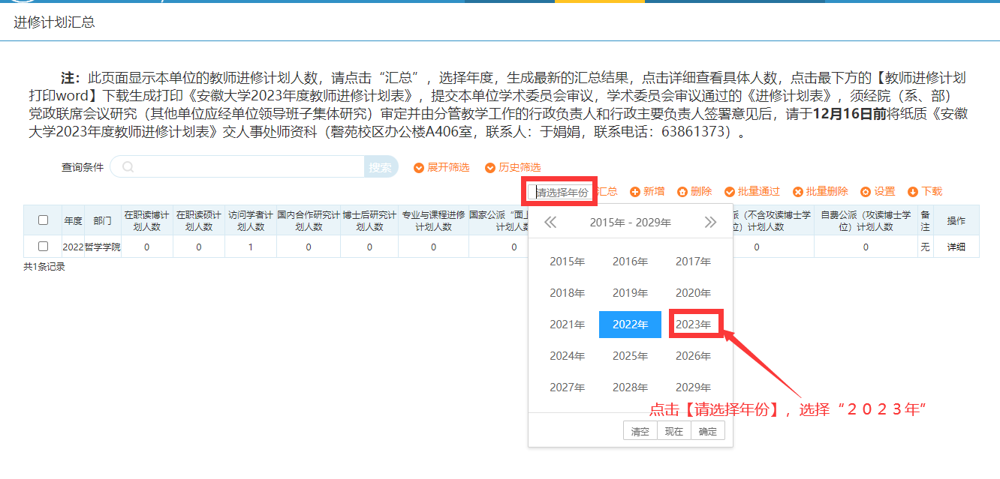 进修计划汇总
注：此页面显示本单位的教师进修计划人数，请点击“汇总”，选择年度，生成最新的汇总结果，点击详细查看具体人数，点击最下方的【教师进修计划
打印word】下载生成打印《安徽大学2023年度教师进修计划表》，提交本单位学术委员会审议，学术委员会审议通过的《进修计划表》，须经院（系、部）
党政联席会议研究（其他单位应经单位领导班子集体研究）审定并由分管教学工作的行政负责人和行政主要负责人签署意见后，请于12月16日前将纸质《安徽
大学2023年度教师进修计划表》交人事处师资科（磬苑校区办公楼A406室，联系人：于娟娟，联系电话：63861373）。
查询条件 搜索 展开筛选 历史筛选
请选择年份 汇总 新增 删除 批量通过 批量删除 设置 下载
年度 部门 在职读博计划人数 在职读硕计划人数 访问学者计划人数 国内合作研究计划人数 博士后研究计划人数 专业与课程进修计划人数 国家公派“面上计划人 派（不含攻读博士学位）计划人数 自费公派（攻读博士学位）计划人数 备注 操作
2022 哲学学院 0 0 1 0 0 0 0 0 0 无 详细
共1条记录
2015年 - 2029年
2015年 2016年 2017年
2018年 2019年 2020年
2021年 2022年 2023年
2024年 2025年 2026年
2027年 2028年 2029年
点击【请选择年份】，选择“２０２３年”
清空 现在 确定